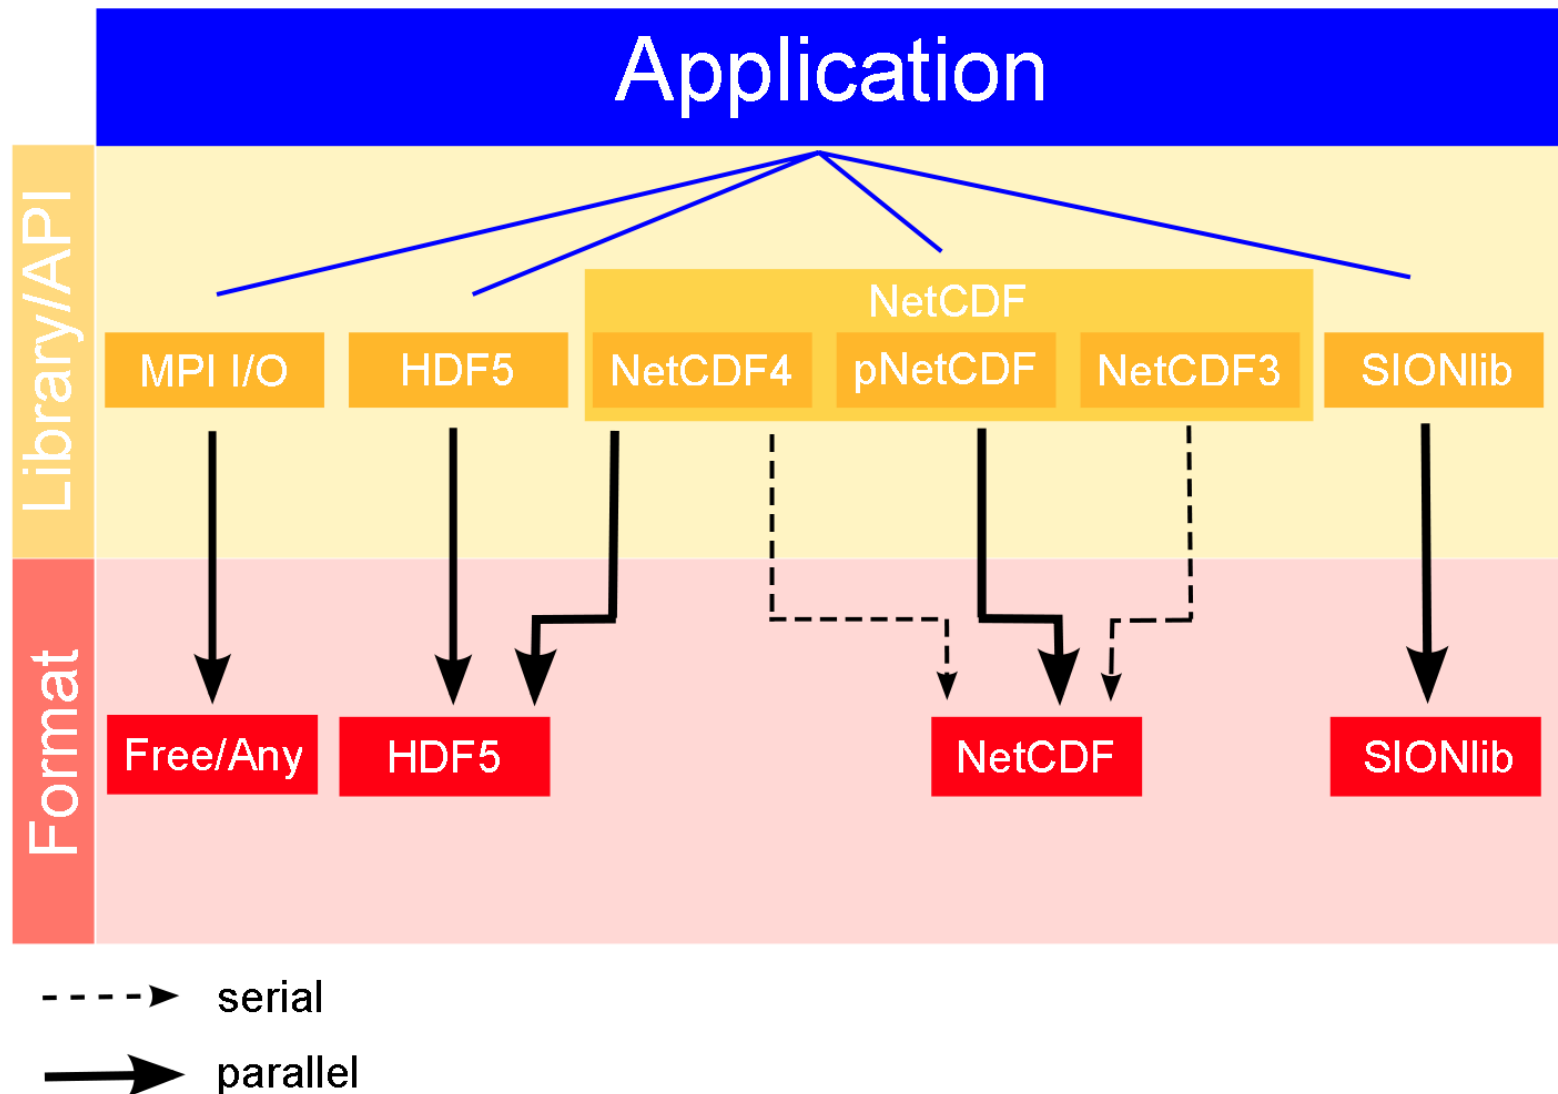 Application
Library/API
NetCDF
MPI I/O
HDF5
NetCDF4
pNetCDF
NetCDF3
SIONlib
Format
Free/Any
HDF5
NetCDF
SIONlib
serial
parallel